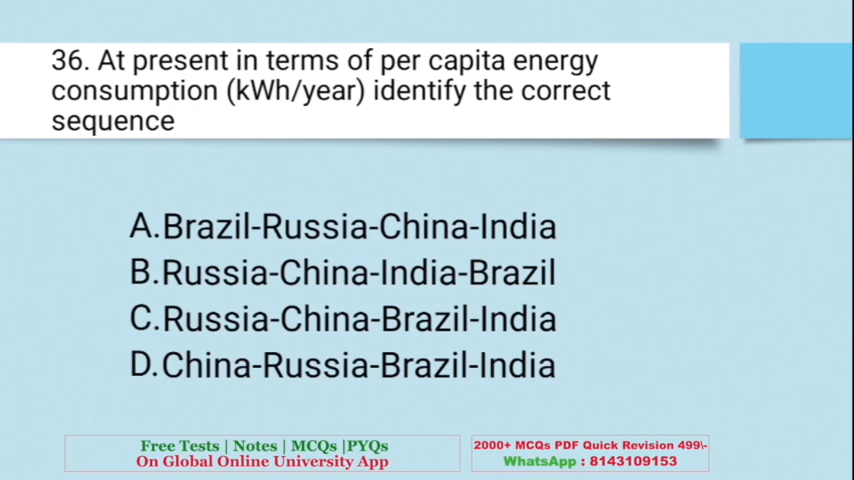 36. At present in terms of per capita energy
consumption (kWh/year) identify the correct
sequence
A.Brazil-Russia-China-India
B.Russia-China-India-Brazil
C.Russia-China-Brazil-India
D.China-Russia-Brazil-India
Free Tests | Notes | MCQs |PYQs
On Global Online University App
2000+ MCQs PDF Quick Revision 499\-
WhatsApp : 8143109153